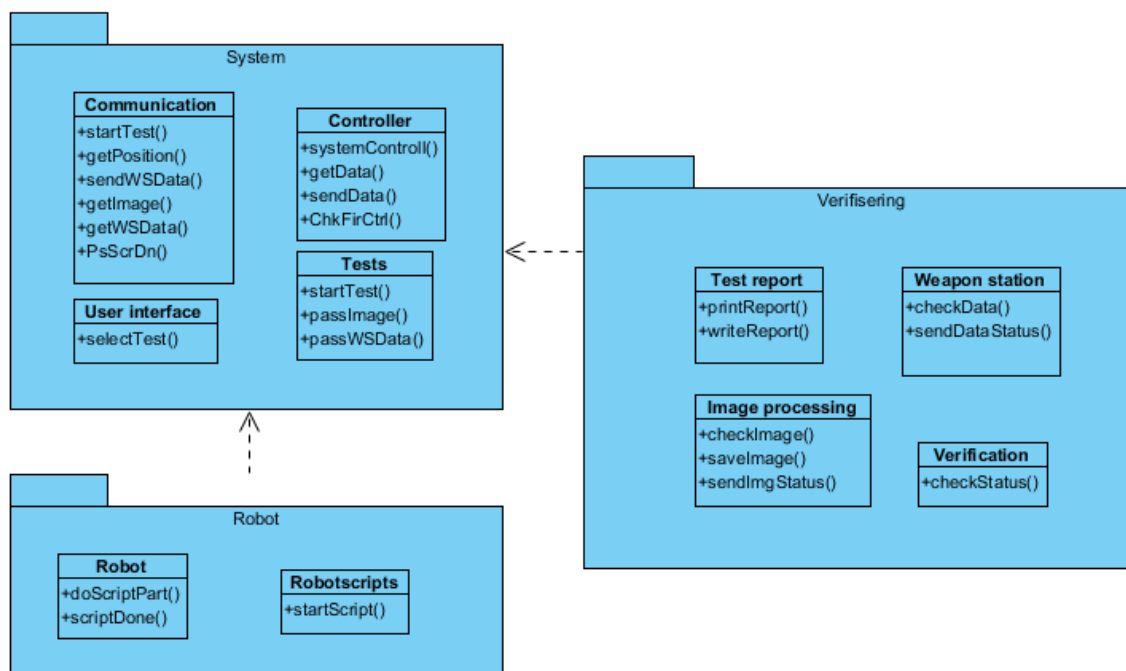 System
Communication
+startTest()
+getPosition()
+sendWSData()
+getImage()
+getWSData()
+PsScrDn()
Controller
+systemControll()
+getData()
+sendData()
+ChkFirCtrl()
User interface
+selectTest()
Tests
+startTest()
+passImage()
+passWSData()
Verifisering
Test report
+printReport()
+writeReport()
Weapon station
+checkData()
+sendDataStatus()
Image processing
+checkImage()
+saveImage()
+sendImgStatus()
Verification
+checkStatus()
Robot
Robot
+doScriptPart()
+scriptDone()
Robotscripts
+startScript()